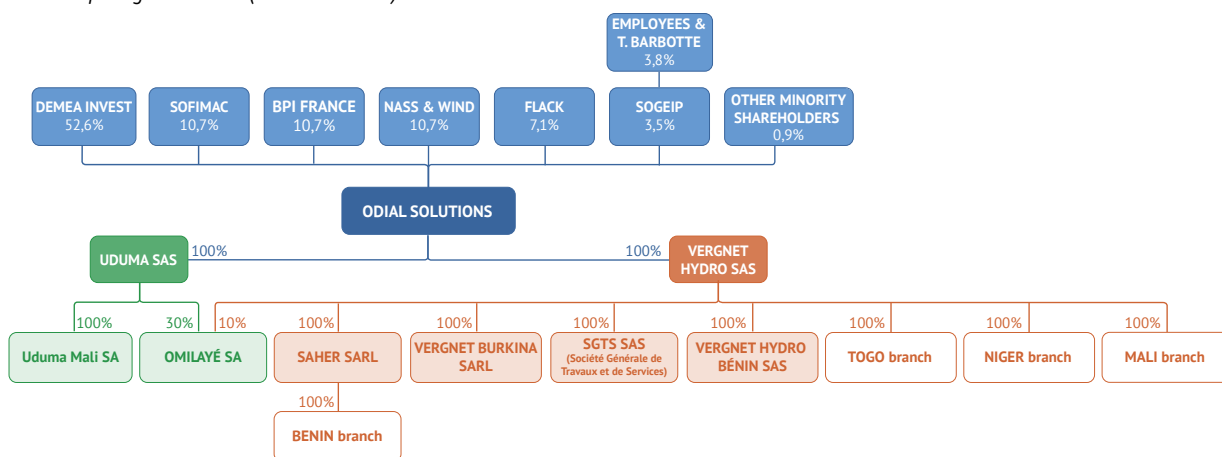 EMPLOYEES &
T. BARBOTTE
3,8%
DEMEA INVEST
52,6%
SOFIMAC
10,7%
BPI FRANCE
10,7%
NASS & WIND
10,7%
FLACK
7,1%
SOGEIP
3,5%
OTHER MINORITY
SHAREHOLDERS
0,9%
ODIAL SOLUTIONS
UDUMA SAS
100%
100%
VERGNET
HYDRO SAS
100%
30%
10%
100%
100%
100%
100%
100%
100%
100%
Uduma Mali SA
OMILAYÉ SA
SAHER SARL
VERGNET BURKINA
SARL
SGTS SAS
(Société Générale de
Travaux et de Services)
VERGNET HYDRO
BÉNIN SAS
TOGO branch
NIGER branch
MALI branch
100%
BENIN branch